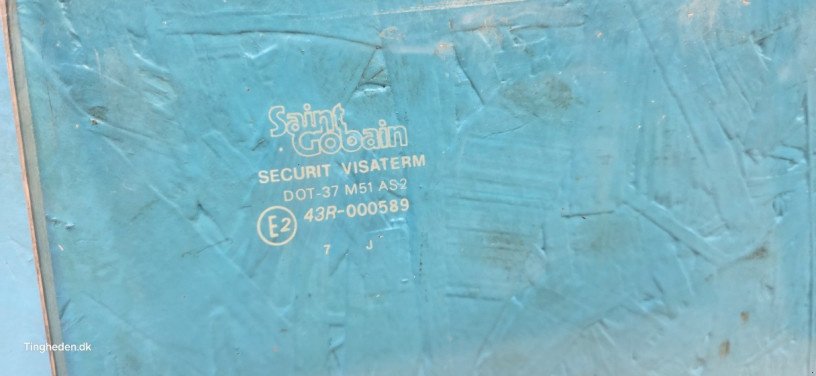 Saint
Gobain
SECURIT VISATERM
DOT-37 M51 AS2
E2 43R-000589
7 J
Tingheden.dk